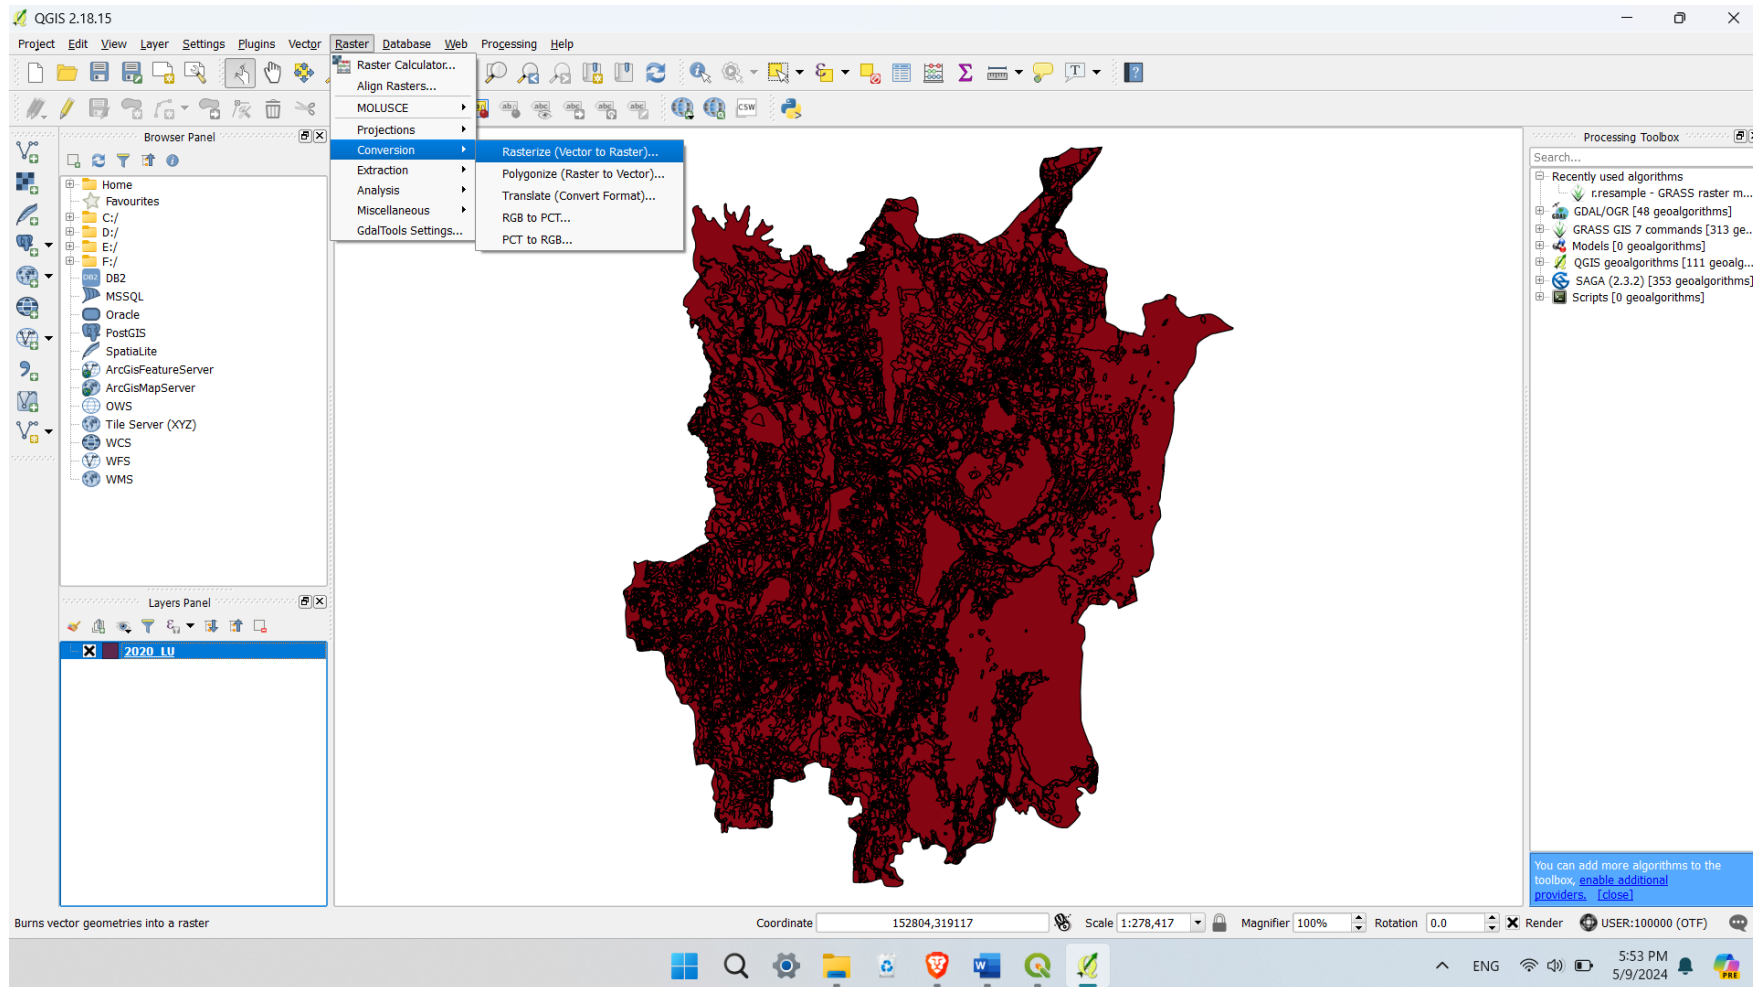 QGIS 2.18.15
Project Edit View Layer Settings Plugins Vector Raster Database Web Processing Help
Raster Calculator...
Align Rasters...
MOLUSCE
Projections
Conversion
Extraction
Analysis
Miscellaneous
GdalTools Settings...
Rasterize (Vector to Raster)...
Polygonize (Raster to Vector)...
Translate (Convert Format)...
RGB to PCT...
PCT to RGB...
CSW
Browser Panel
Home
Favourites
C:/
D:/
E:/
F:/
DB2
MSSQL
Oracle
PostGIS
SpatiaLite
ArcGisFeatureServer
ArcGisMapServer
OWS
Tile Server (XYZ)
WCS
WFS
WMS
Layers Panel
2020_LU
Processing Toolbox
Search...
Recently used algorithms
r.resample - GRASS raster m...
GDAL/OGR [48 geoalgorithms]
GRASS GIS 7 commands [313 ge...
Models [0 geoalgorithms]
QGIS geoalgorithms [111 geoalg...
SAGA (2.3.2) [353 geoalgorithms]
Scripts [0 geoalgorithms]
You can add more algorithms to the
toolbox, enable additional
providers. [close]
Burns vector geometries into a raster
Coordinate 152804,319117 Scale 1:278,417 Magnifier 100% Rotation 0.0 Render USER:100000 (OTF)
ENG
5:53 PM
5/9/2024
PRE